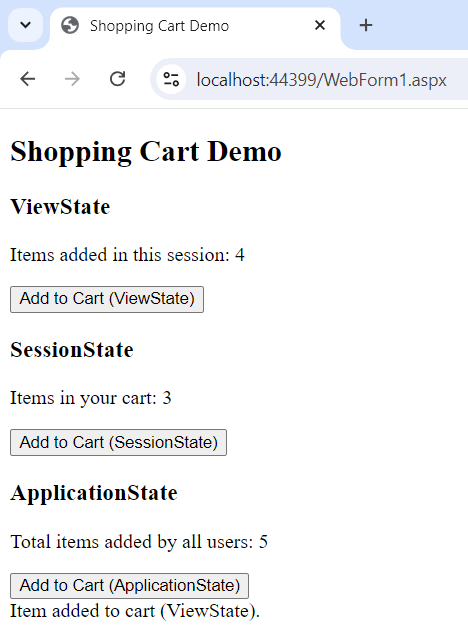 Shopping Cart Demo
localhost:44399/WebForm1.aspx
Shopping Cart Demo
ViewState
Items added in this session: 4
Add to Cart (ViewState)
SessionState
Items in your cart: 3
Add to Cart (SessionState)
ApplicationState
Total items added by all users: 5
Add to Cart (ApplicationState)
Item added to cart (ViewState).